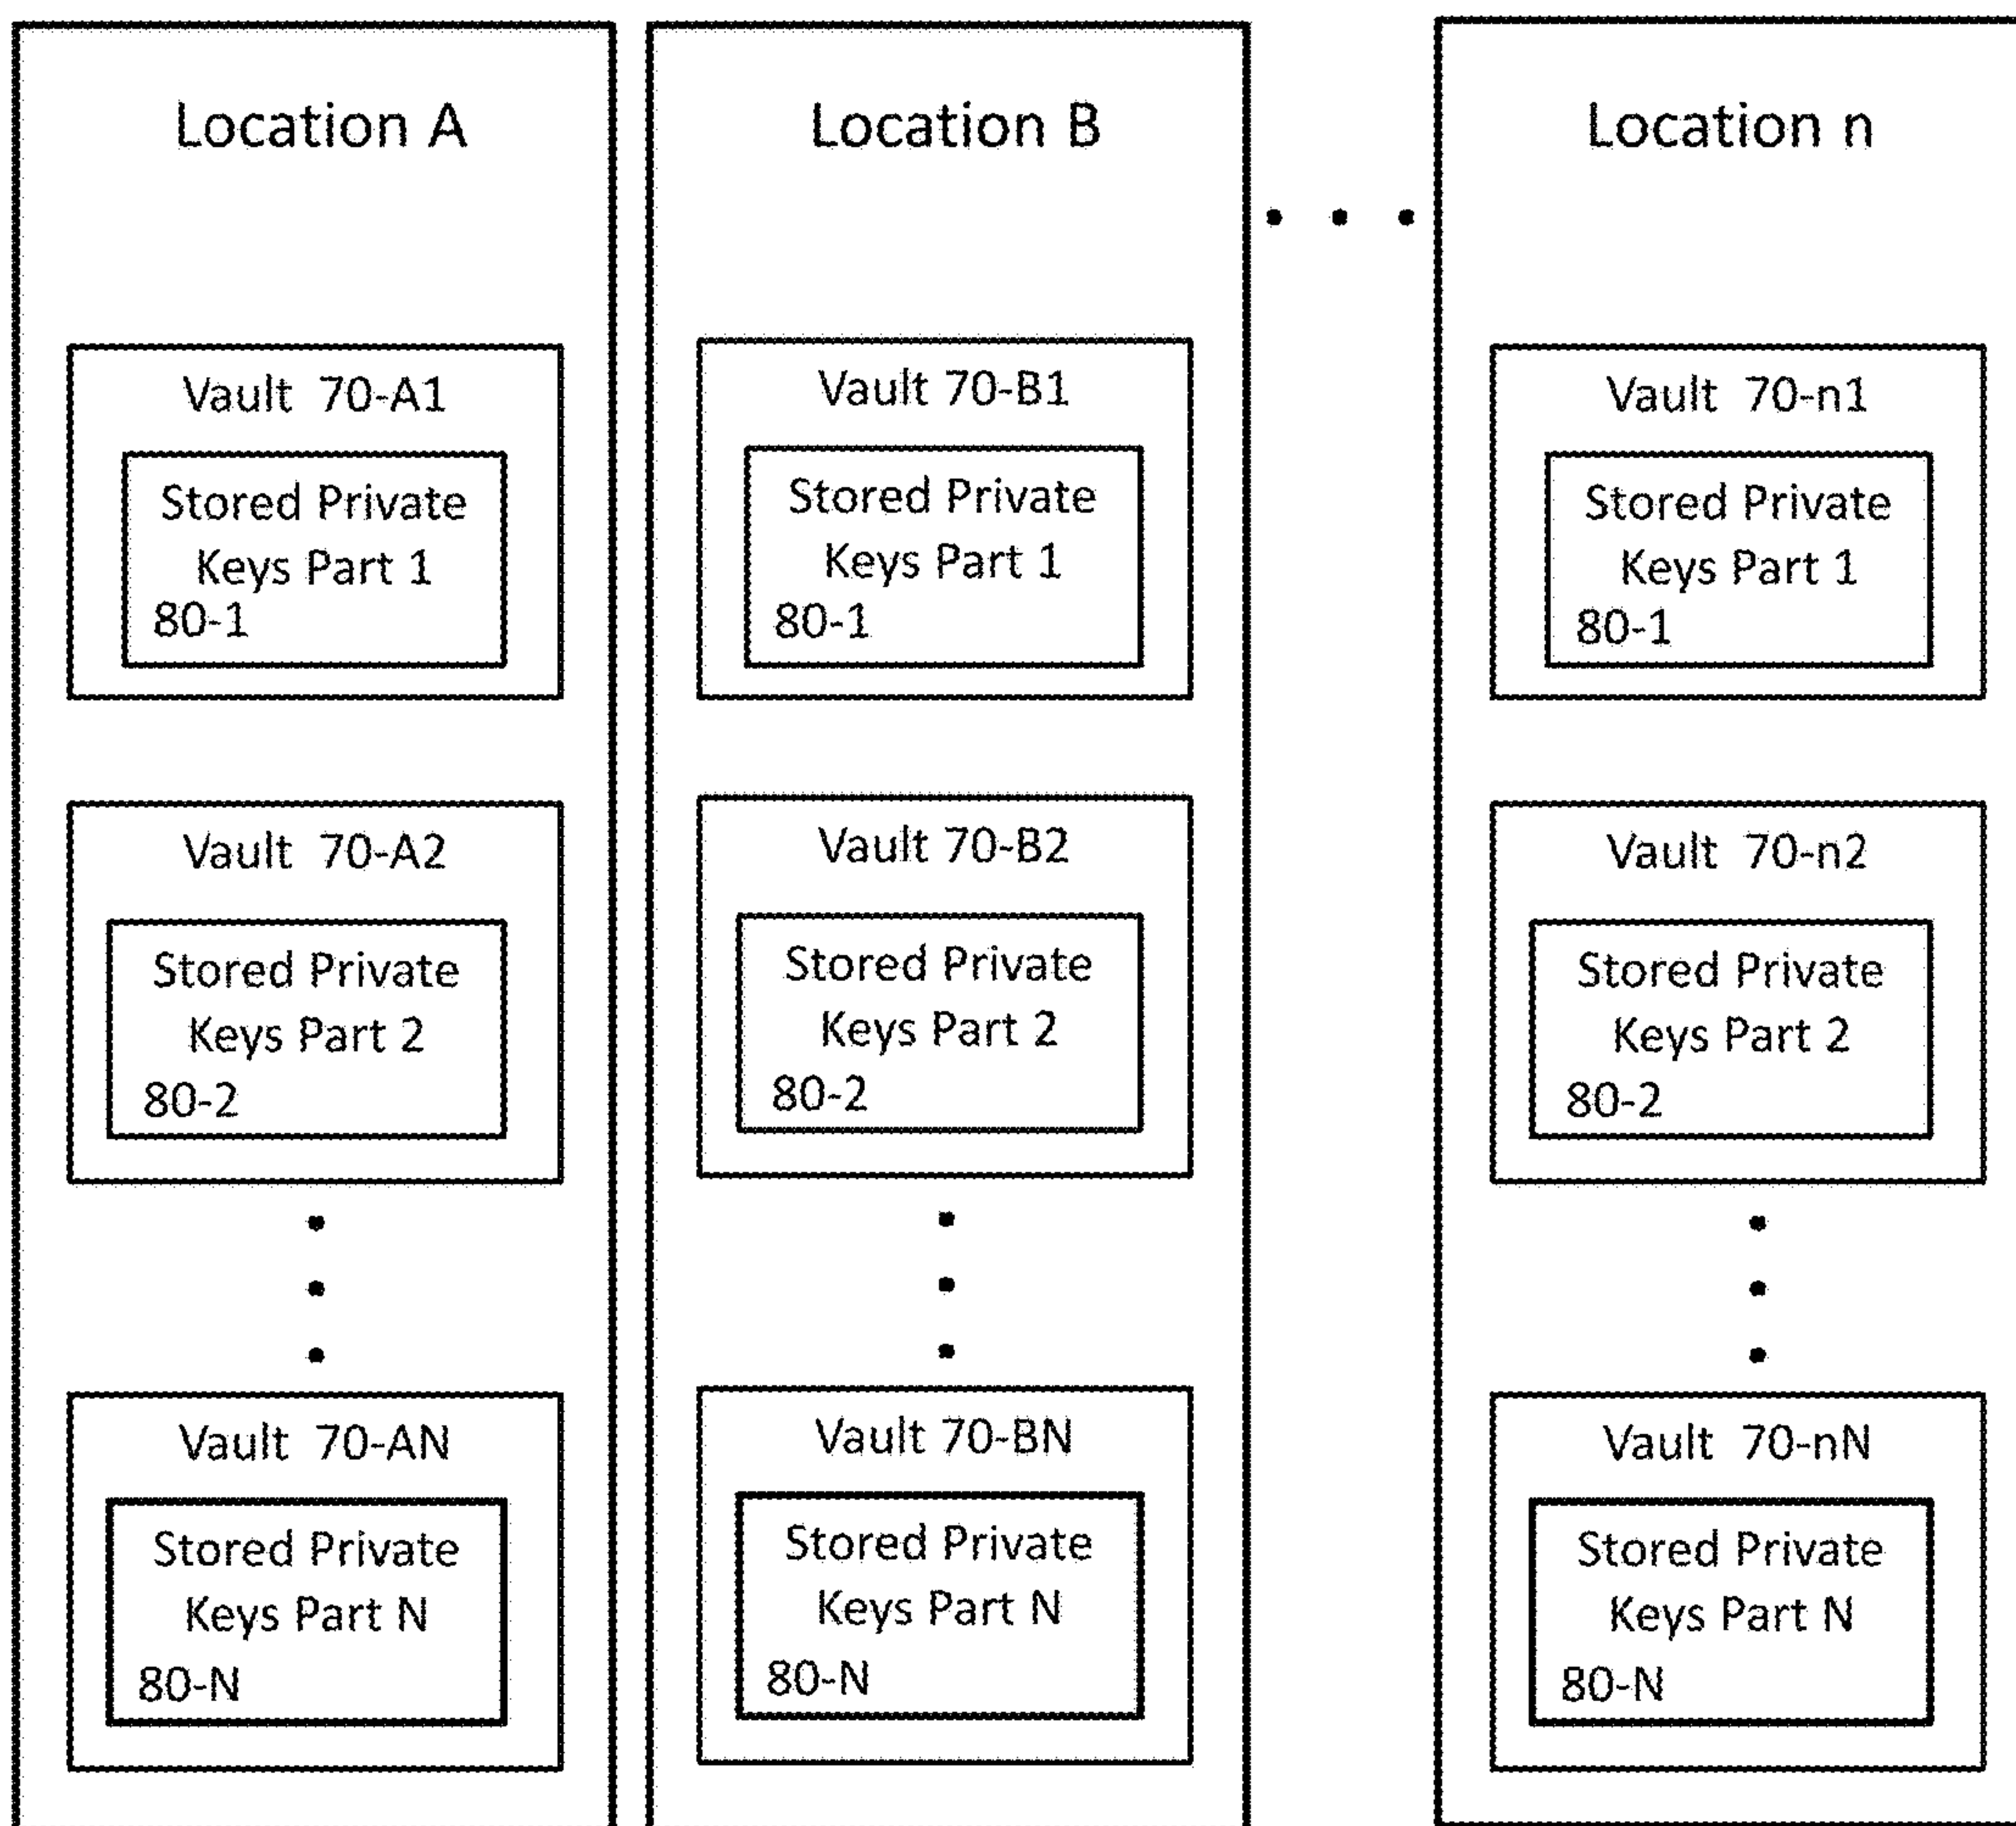 Location A
Vault 70-A1
Stored Private
Keys Part 1
80-1
Vault 70-A2
Stored Private
Keys Part 2
80-2
Vault 70-AN
Stored Private
Keys Part N
80-N
Location B
Vault 70-B1
Stored Private
Keys Part 1
80-1
Vault 70-B2
Stored Private
Keys Part 2
80-2
Vault 70-BN
Stored Private
Keys Part N
80-N
Location n
Vault 70-n1
Stored Private
Keys Part 1
80-1
Vault 70-n2
Stored Private
Keys Part 2
80-2
Vault 70-nN
Stored Private
Keys Part N
80-N